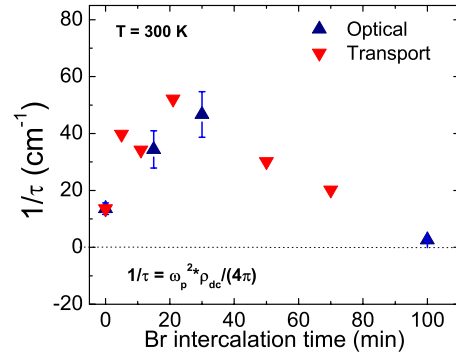 T = 300 K
Optical
Transport
80
60
40
20
0
-20
1/τ (cm⁻¹)
1/τ = ωₚ²*ρ_dc/(4π)
0 20 40 60 80 100
Br intercalation time (min)